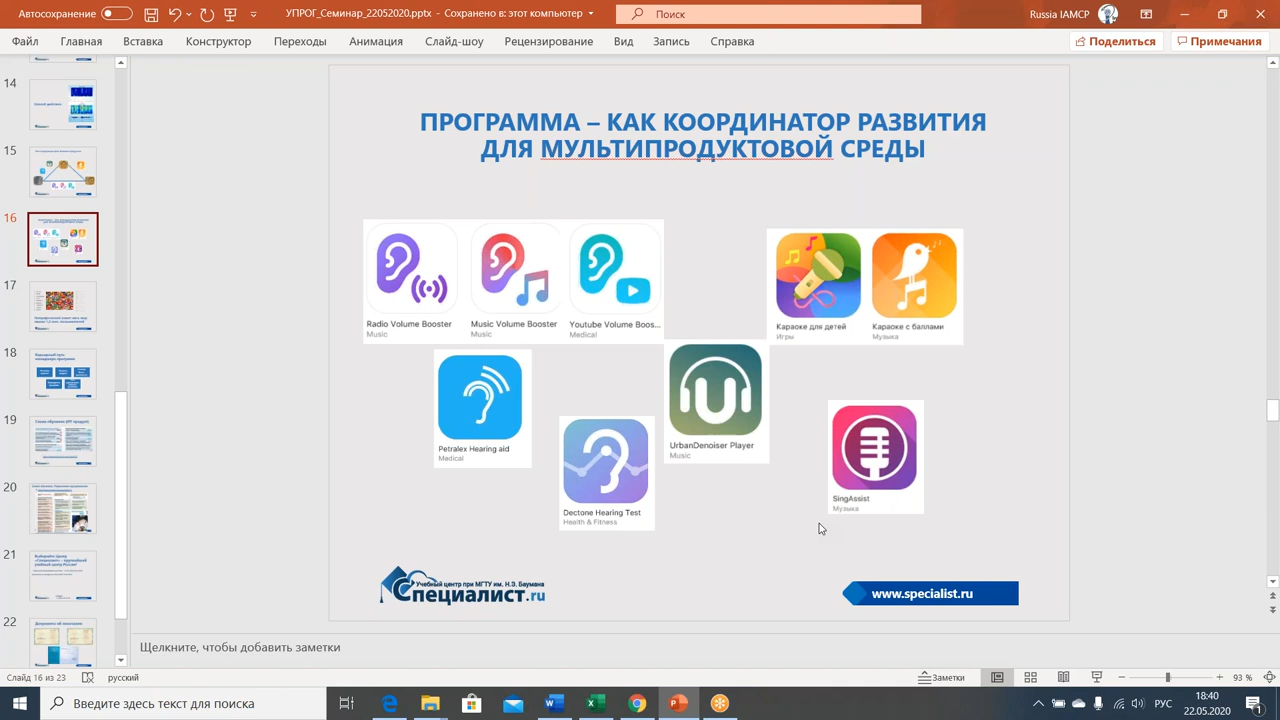 Автосохранение
УПРОГ_Семинар_22052020.pptx - Сохранено в: этот компьютер
Поиск
Russia IAMCP
Файл
Главная
Вставка
Конструктор
Переходы
Анимация
Слайд-шоу
Рецензирование
Вид
Запись
Справка
Поделиться
Примечания
14
15
16
17
18
19
20
21
22
ПРОГРАММА – КАК КООРДИНАТОР РАЗВИТИЯ
ДЛЯ МУЛЬТИПРОДУКТОВОЙ СРЕДЫ
Radio Volume Booster
Music
Music Volume Booster
Music
Youtube Volume Boos...
Medical
Караоке для детей
Игры
Караоке с баллами
Музыка
Petralex Hearing aid
Medical
UrbanDenoiser Player
Music
Dectone Hearing Test
Health & Fitness
SingAssist
Музыка
Учебный центр при МГТУ им. Н.Э. Баумана
Специалист.ru
www.specialist.ru
Щелкните, чтобы добавить заметки
Слайд 16 из 23
русский
Заметки
93 %
Введите здесь текст для поиска
РУС
18:40
22.05.2020